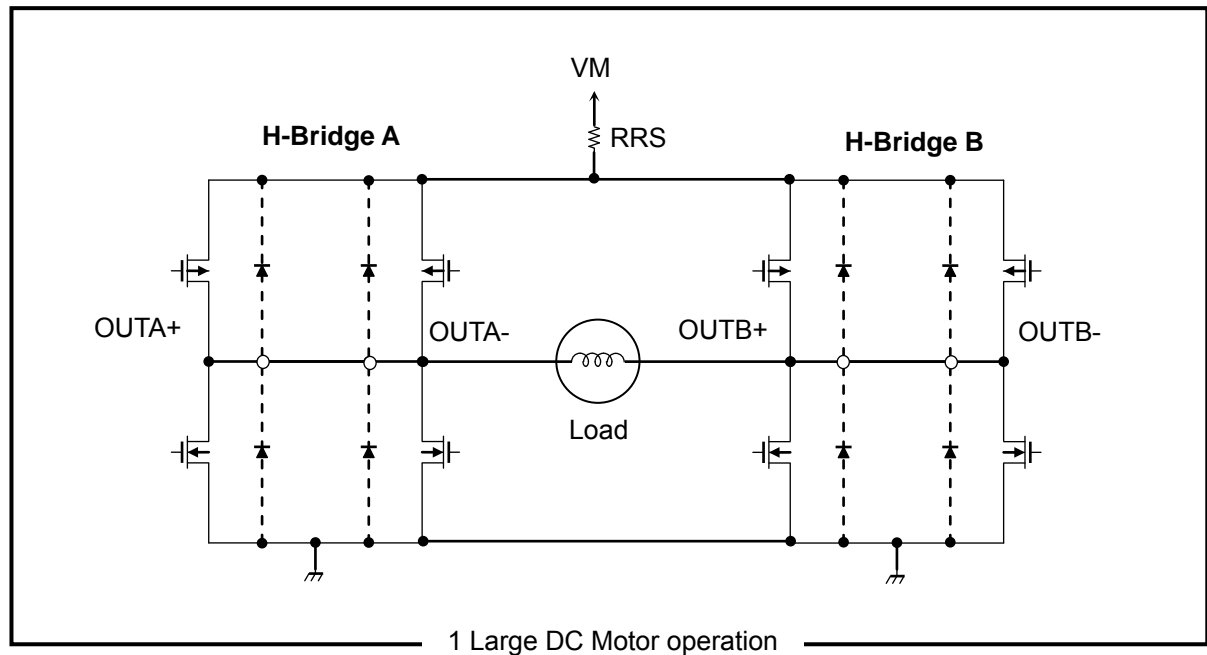 VM
H-Bridge A
RRS
H-Bridge B
OUTA+
OUTA-
OUTB+
OUTB-
Load
1 Large DC Motor operation